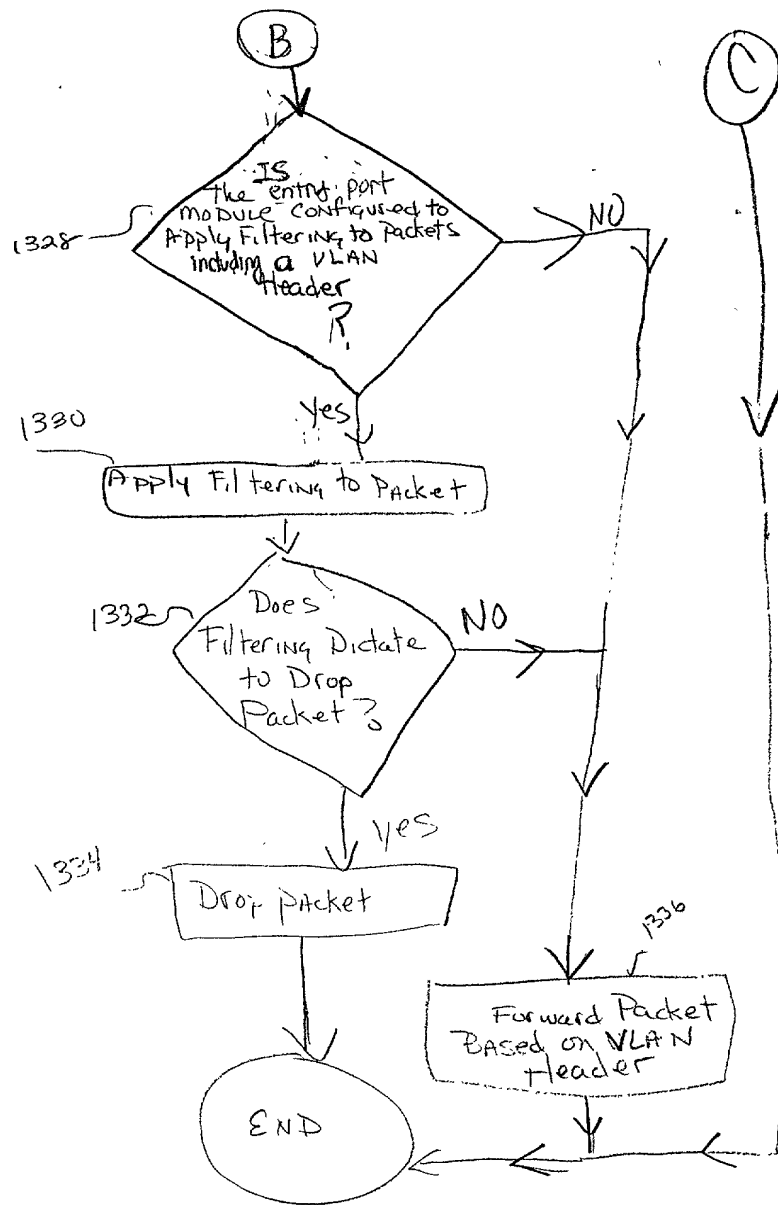 B
C
IS
the entry port
MODULE configured to
Apply Filtering to Packets
including a VLAN
Header
?
1328
NO
Yes
1330
Apply Filtering to Packet
1332
Does
Filtering Dictate
to Drop
Packet?
NO
Yes
1334
Drop Packet
1336
Forward Packet
Based on VLAN
Header
END